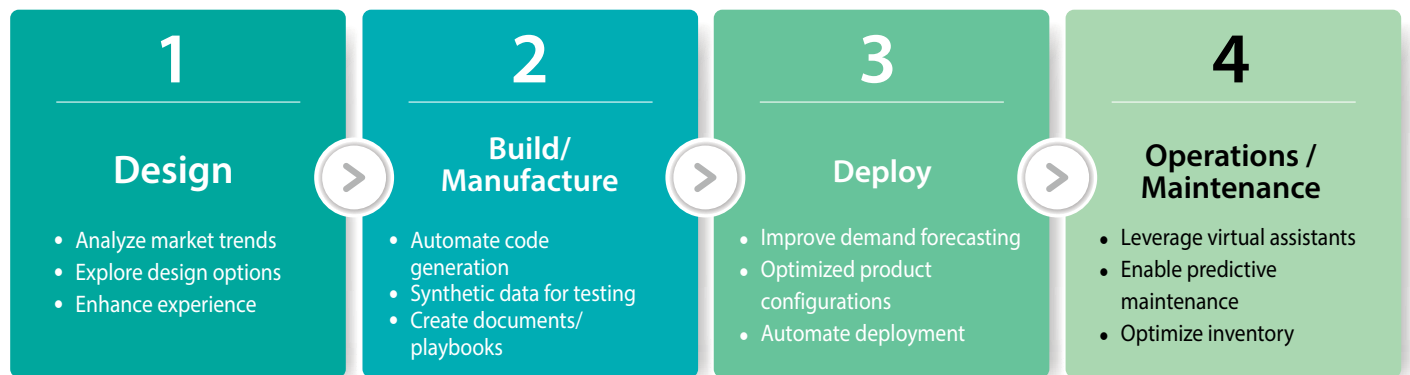 1
Design
• Analyze market trends
• Explore design options
• Enhance experience
2
Build/
Manufacture
• Automate code
generation
• Synthetic data for testing
• Create documents/
playbooks
3
Deploy
• Improve demand forecasting
• Optimized product
configurations
• Automate deployment
4
Operations /
Maintenance
• Leverage virtual assistants
• Enable predictive
maintenance
• Optimize inventory